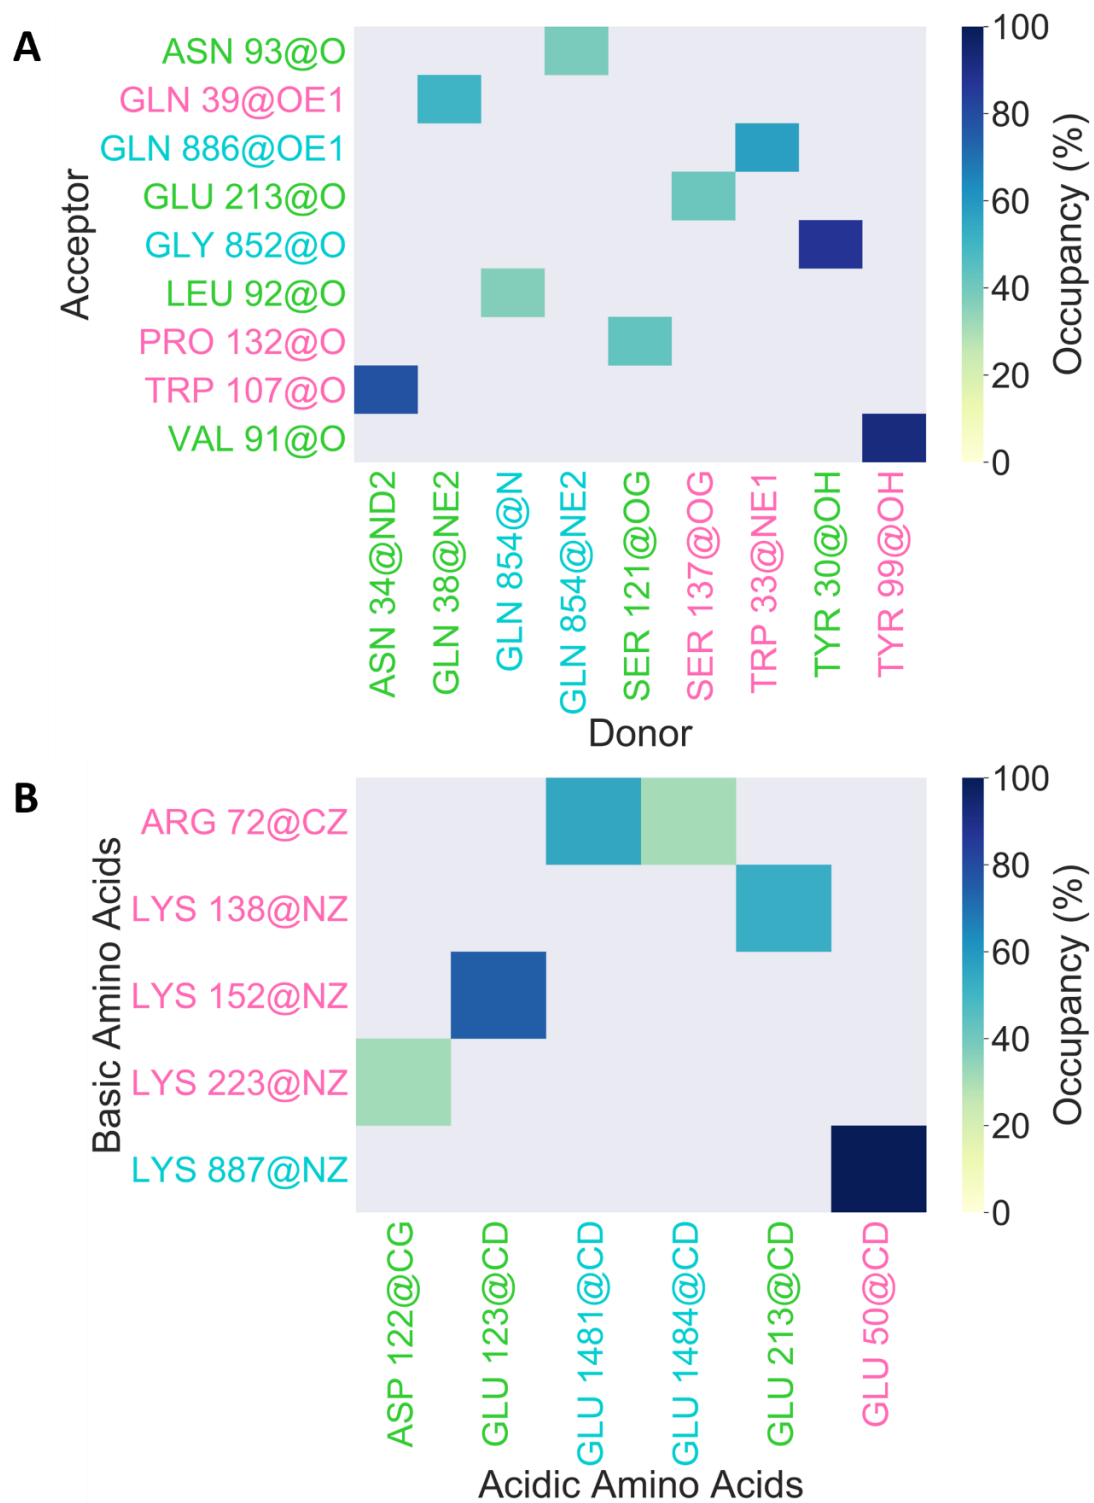 A
ASN 93@O
GLN 39@OE1
GLN 886@OE1
GLU 213@O
GLY 852@O
LEU 92@O
PRO 132@O
TRP 107@O
VAL 91@O
Acceptor
ASN 34@ND2
GLN 38@NE2
GLN 854@N
GLN 854@NE2
SER 121@OG
SER 137@OG
TRP 33@NE1
TYR 30@OH
TYR 99@OH
Donor
100
80
60
40
20
0
Occupancy (%)
B
ARG 72@CZ
LYS 138@NZ
LYS 152@NZ
LYS 223@NZ
LYS 887@NZ
Basic Amino Acids
ASP 122@CG
GLU 123@CD
GLU 1481@CD
GLU 1484@CD
GLU 213@CD
GLU 50@CD
Acidic Amino Acids
100
80
60
40
20
0
Occupancy (%)